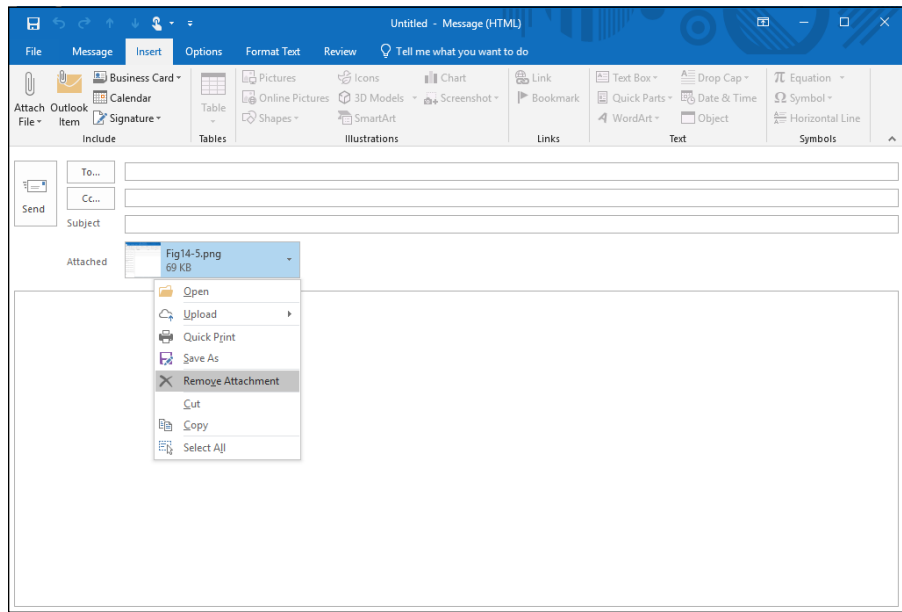 Untitled - Message (HTML)
File Message Insert Options Format Text Review Tell me what you want to do
Business Card Pictures Icons Chart Link Text Box Drop Cap Equation
Calendar Online Pictures 3D Models Screenshot Bookmark Quick Parts Date & Time Symbol
Attach File Outlook Item Signature Table Shapes SmartArt WordArt Object Horizontal Line
Include Tables Illustrations Links Text Symbols
Send
To...
Cc...
Subject
Attached
Fig14-5.png
69 KB
Open
Upload
Quick Print
Save As
Remove Attachment
Cut
Copy
Select All